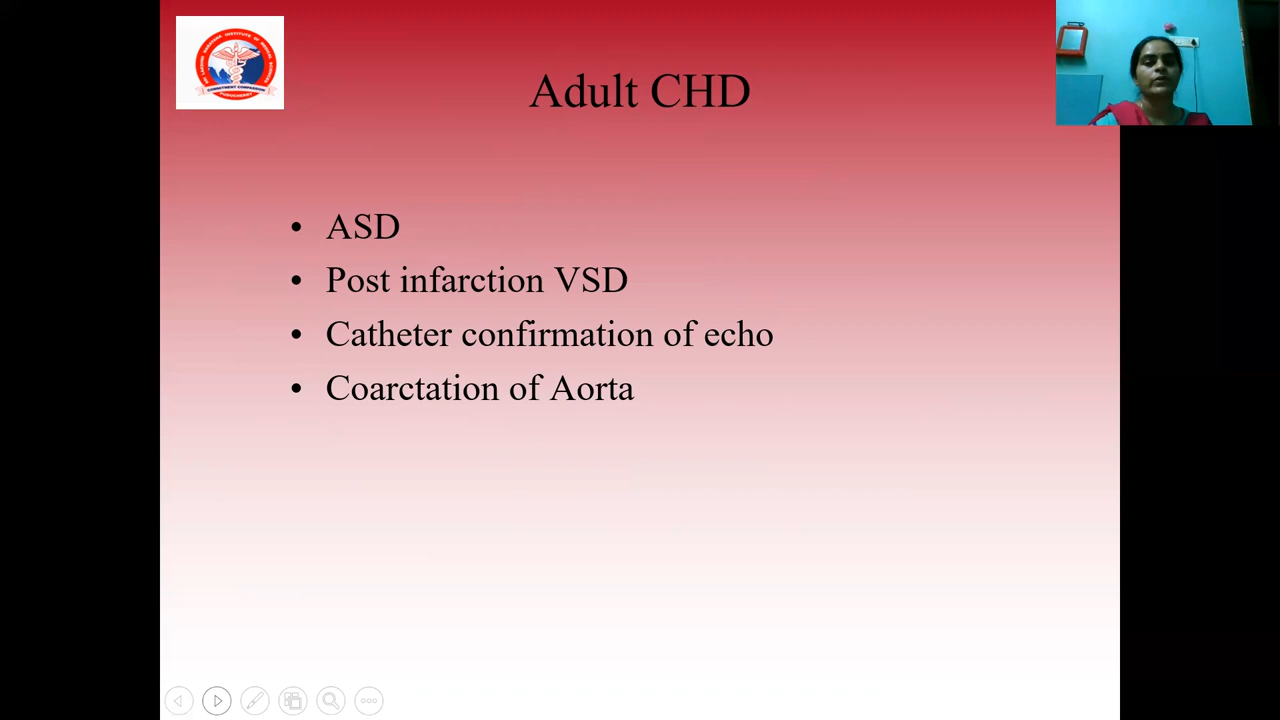 Adult CHD
• ASD
• Post infarction VSD
• Catheter confirmation of echo
• Coarctation of Aorta